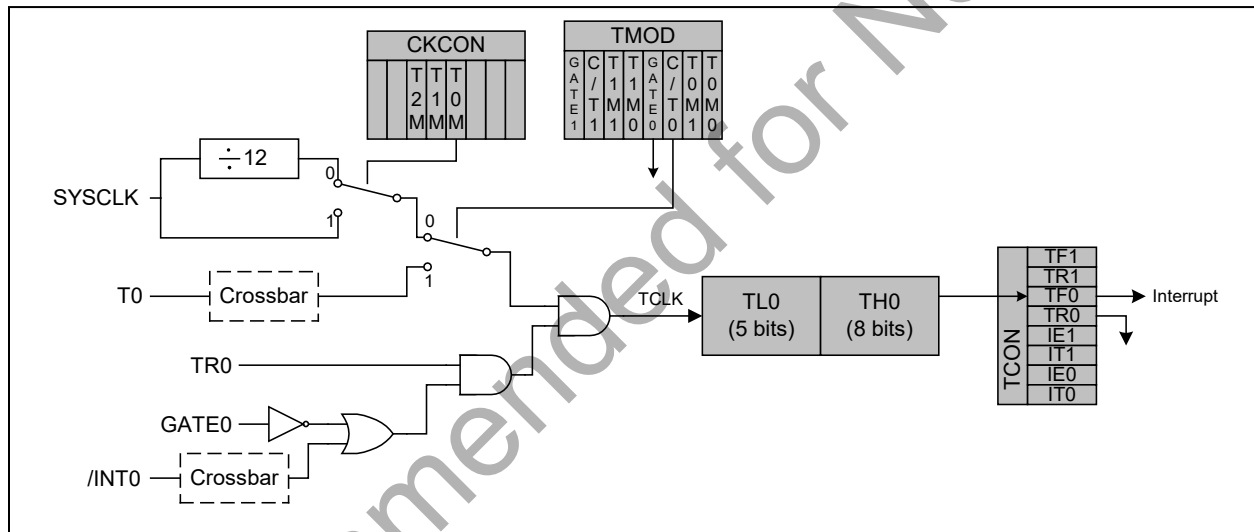 CKCON
T2M T1M T0M
TMOD
GATE1 C/T1 T1M1 T1M0 GATE0 C/T0 T0M1 T0M0
÷ 12
0
SYSCLK
1
0
1
T0
Crossbar
TCLK
TL0 (5 bits)
TH0 (8 bits)
TCON
TF1
TR1
TF0
TR0
IE1
IT1
IE0
IT0
Interrupt
TR0
GATE0
/INT0
Crossbar
mended for N